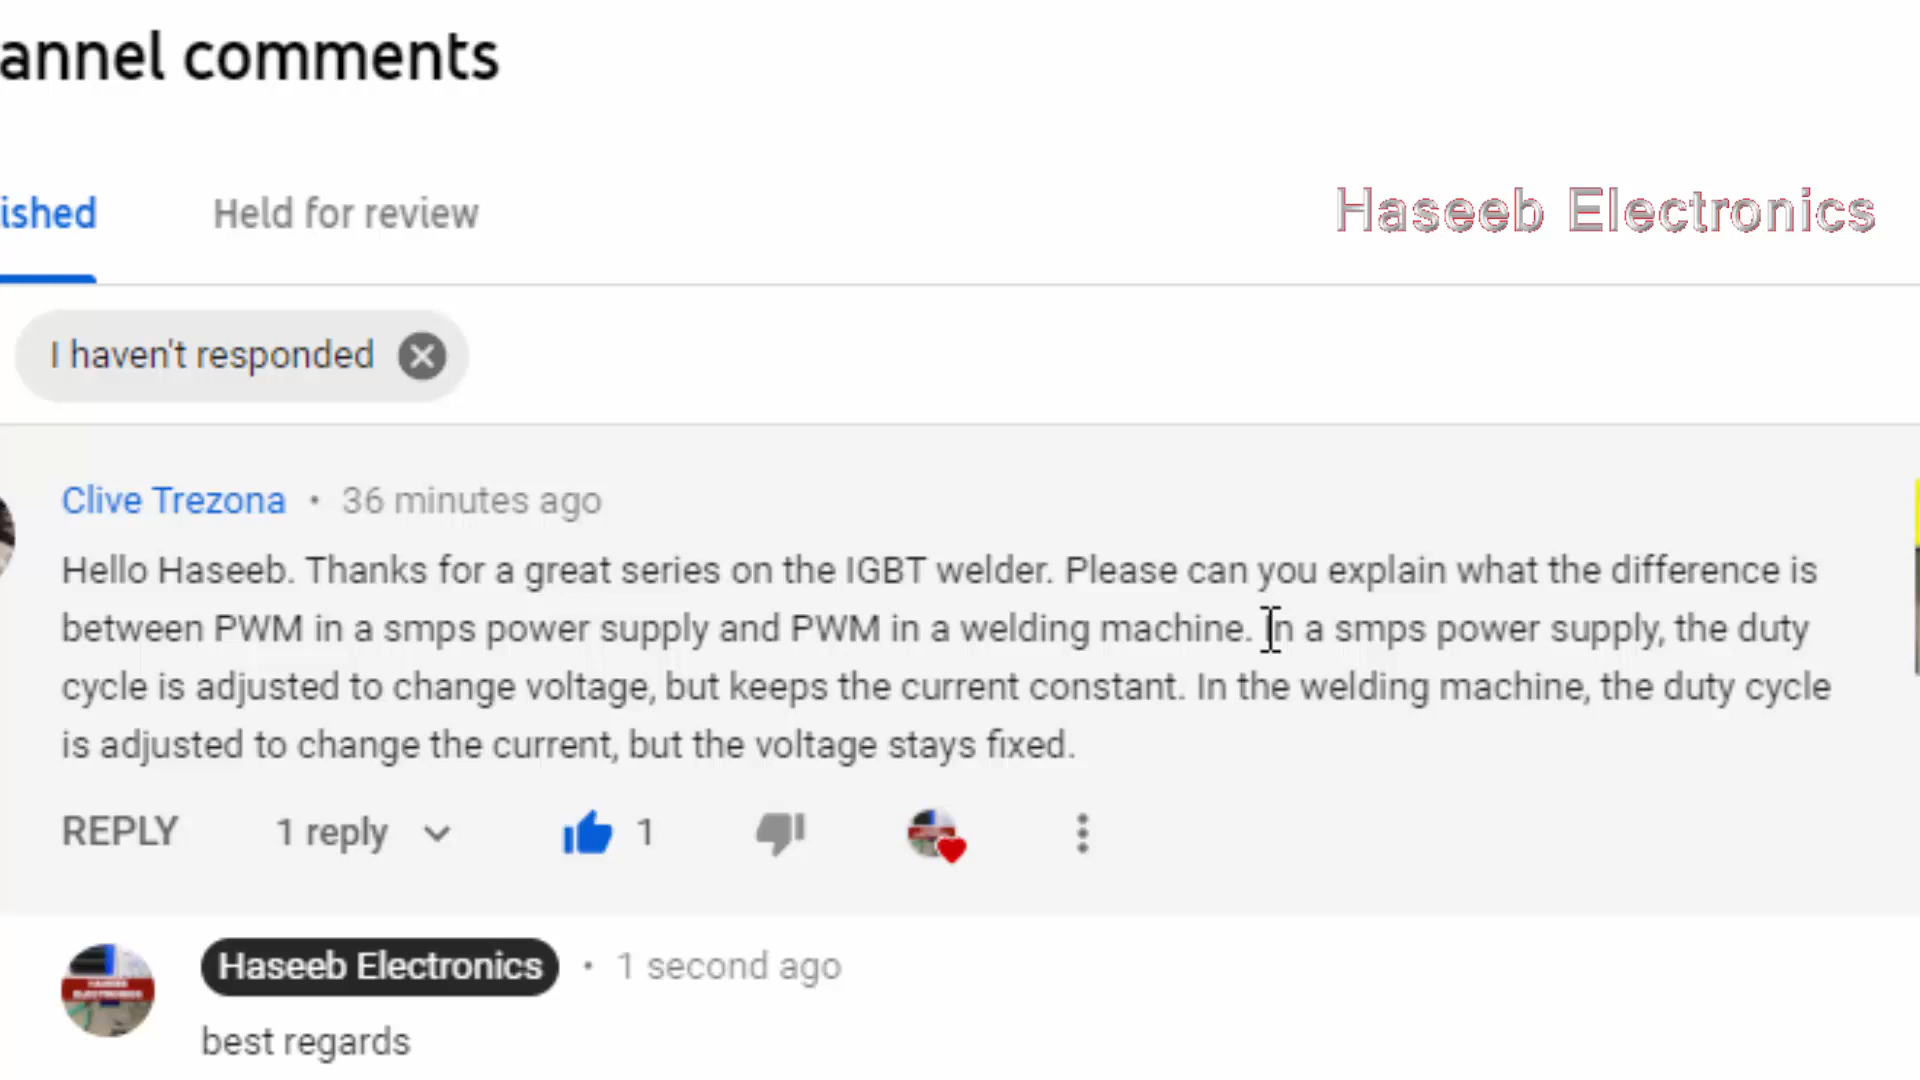 annel comments
ished Held for review
Haseeb Electronics
I haven't responded
Clive Trezona • 36 minutes ago
Hello Haseeb. Thanks for a great series on the IGBT welder. Please can you explain what the difference is
between PWM in a smps power supply and PWM in a welding machine. In a smps power supply, the duty
cycle is adjusted to change voltage, but keeps the current constant. In the welding machine, the duty cycle
is adjusted to change the current, but the voltage stays fixed.
REPLY 1 reply 1
Haseeb Electronics • 1 second ago
best regards